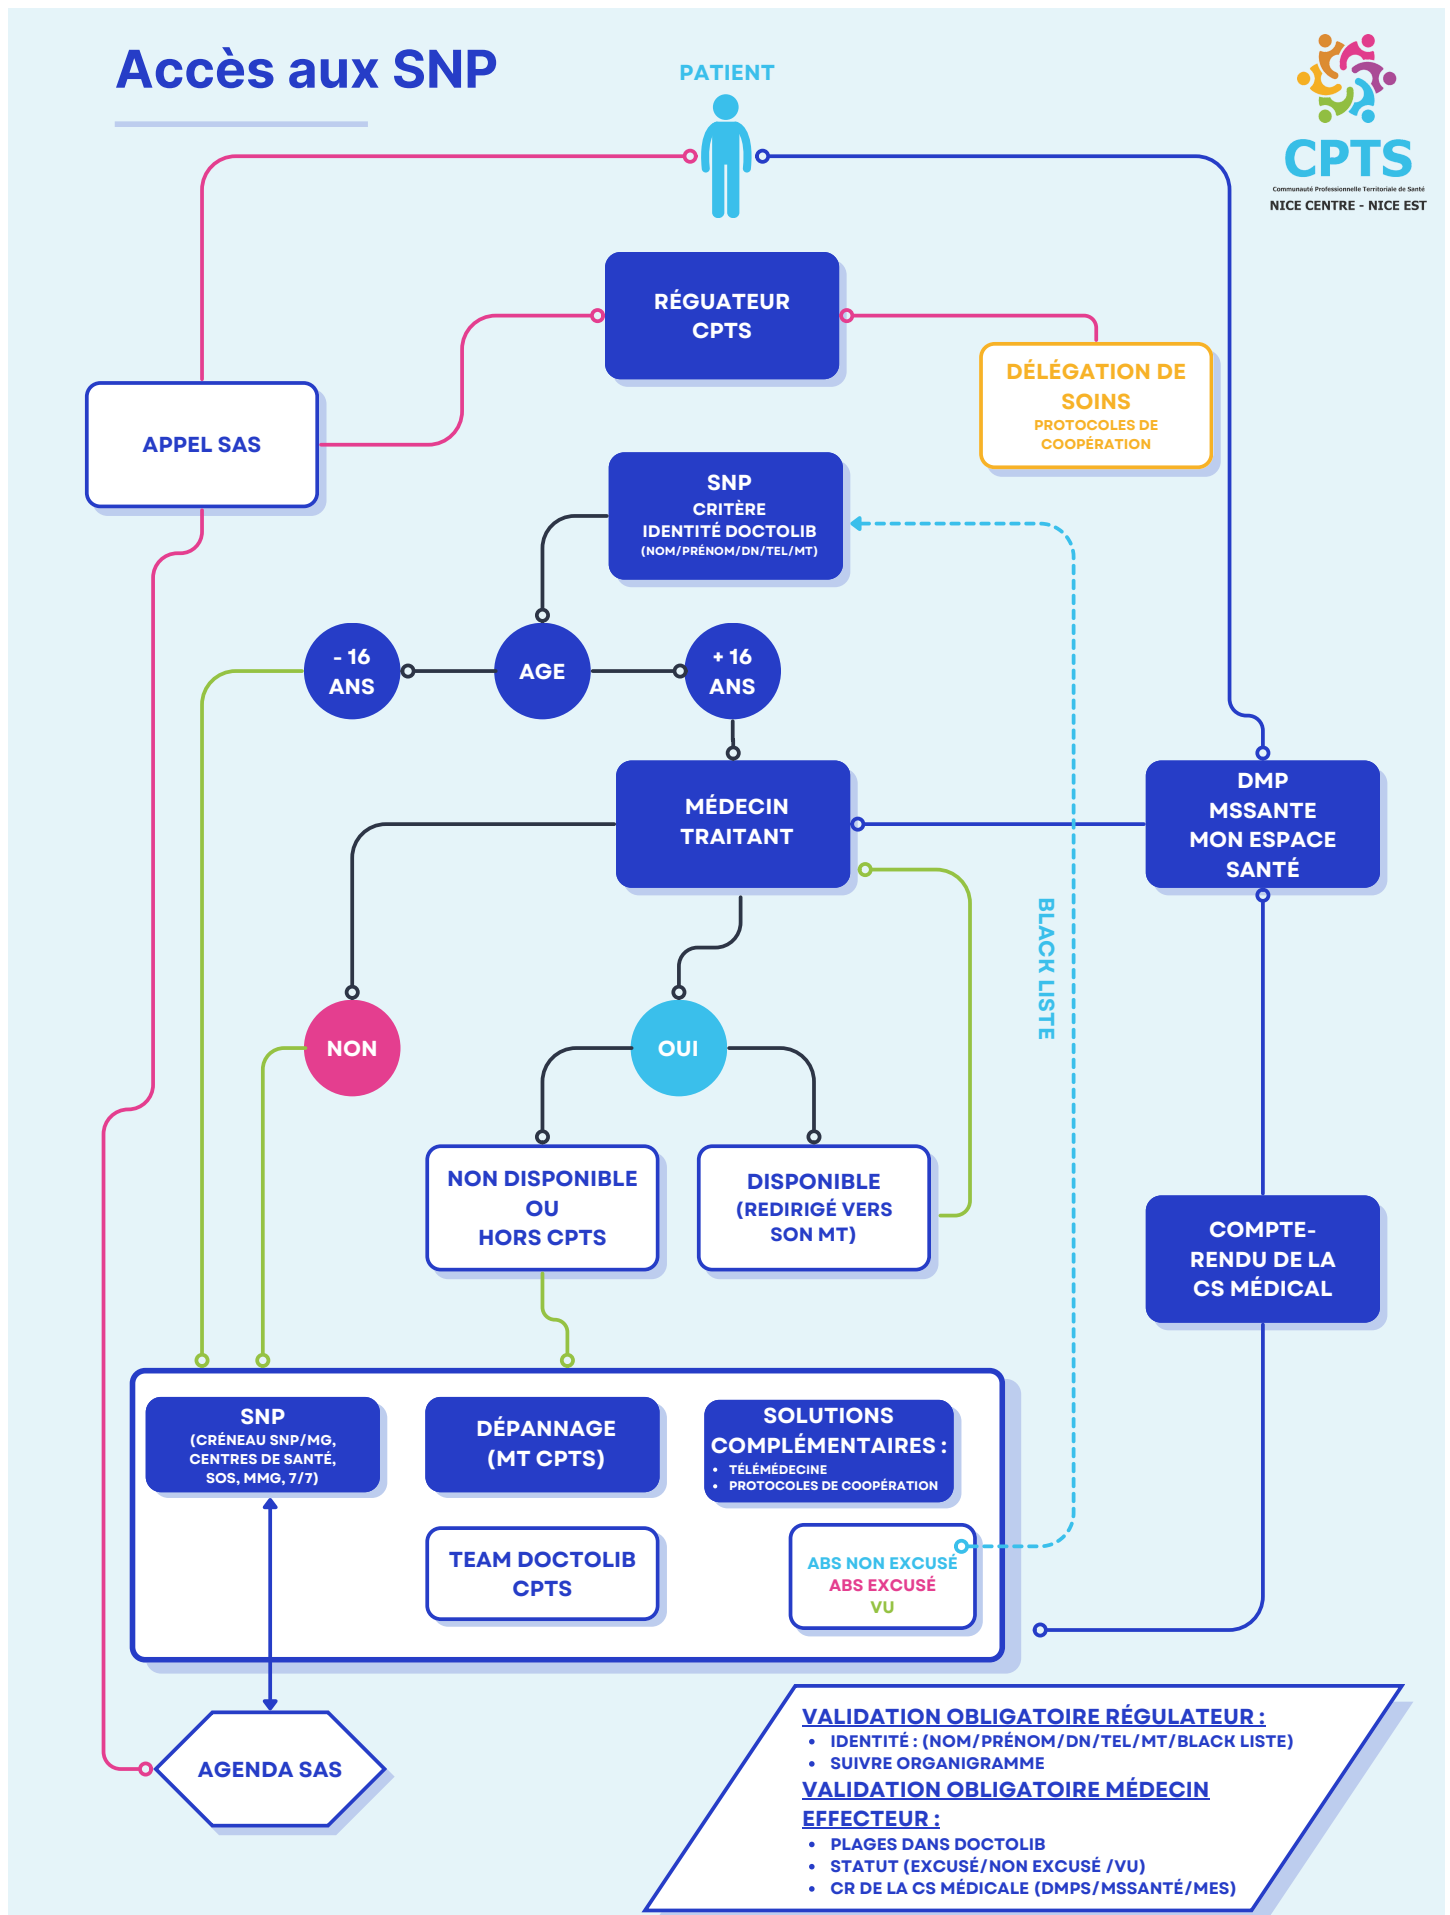 Accès aux SNP
PATIENT
CPTS
Communauté Professionnelle Territoriale de Santé
NICE CENTRE - NICE EST
RÉGUATEUR
CPTS
DÉLÉGATION DE
SOINS
PROTOCOLES DE
COOPÉRATION
APPEL SAS
SNP
CRITÈRE
IDENTITÉ DOCTOLIB
(NOM/PRÉNOM/DN/TEL/MT)
- 16
ANS
AGE
+ 16
ANS
MÉDECIN
TRAITANT
DMP
MSSANTE
MON ESPACE
SANTÉ
BLACK LISTE
NON
OUI
NON DISPONIBLE
OU
HORS CPTS
DISPONIBLE
(REDIRIGÉ VERS
SON MT)
COMPTE-
RENDU DE LA
CS MÉDICAL
SNP
(CRÉNEAU SNP/MG,
CENTRES DE SANTÉ,
SOS, MMG, 7/7)
DÉPANNAGE
(MT CPTS)
SOLUTIONS
COMPLÉMENTAIRES :
• TÉLÉMÉDECINE
• PROTOCOLES DE COOPÉRATION
TEAM DOCTOLIB
CPTS
ABS NON EXCUSÉ
ABS EXCUSÉ
VU
AGENDA SAS
VALIDATION OBLIGATOIRE RÉGULATEUR :
• IDENTITÉ : (NOM/PRÉNOM/DN/TEL/MT/BLACK LISTE)
• SUIVRE ORGANIGRAMME
VALIDATION OBLIGATOIRE MÉDECIN
EFFECTEUR :
• PLAGES DANS DOCTOLIB
• STATUT (EXCUSÉ/NON EXCUSÉ /VU)
• CR DE LA CS MÉDICALE (DMPS/MSSANTÉ/MES)